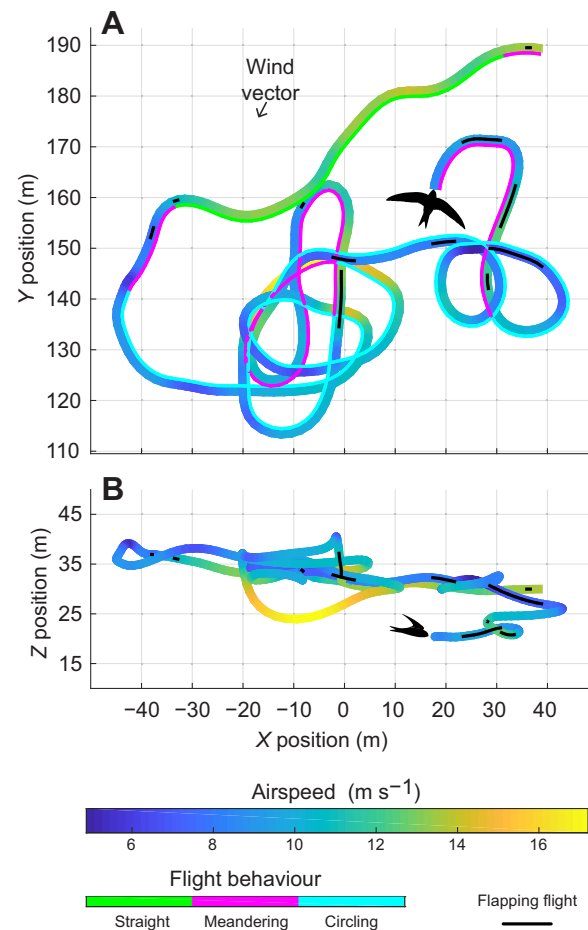 A
Wind
vector
Y position (m)
190
180
170
160
150
140
130
120
110
B
Z position (m)
45
35
25
15
−40 −30 −20 −10 0 10 20 30 40
X position (m)
Airspeed (m s−1)
6 8 10 12 14 16
Flight behaviour
Straight Meandering Circling
Flapping flight